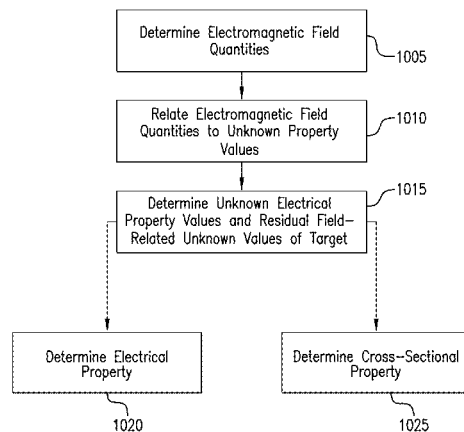 Determine Electromagnetic Field
Quantities
1005
Relate Electromagnetic Field
Quantities to Unknown Property
Values
1010
Determine Unknown Electrical
Property Values and Residual Field-
Related Unknown Values of Target
1015
Determine Electrical
Property
1020
Determine Cross-Sectional
Property
1025